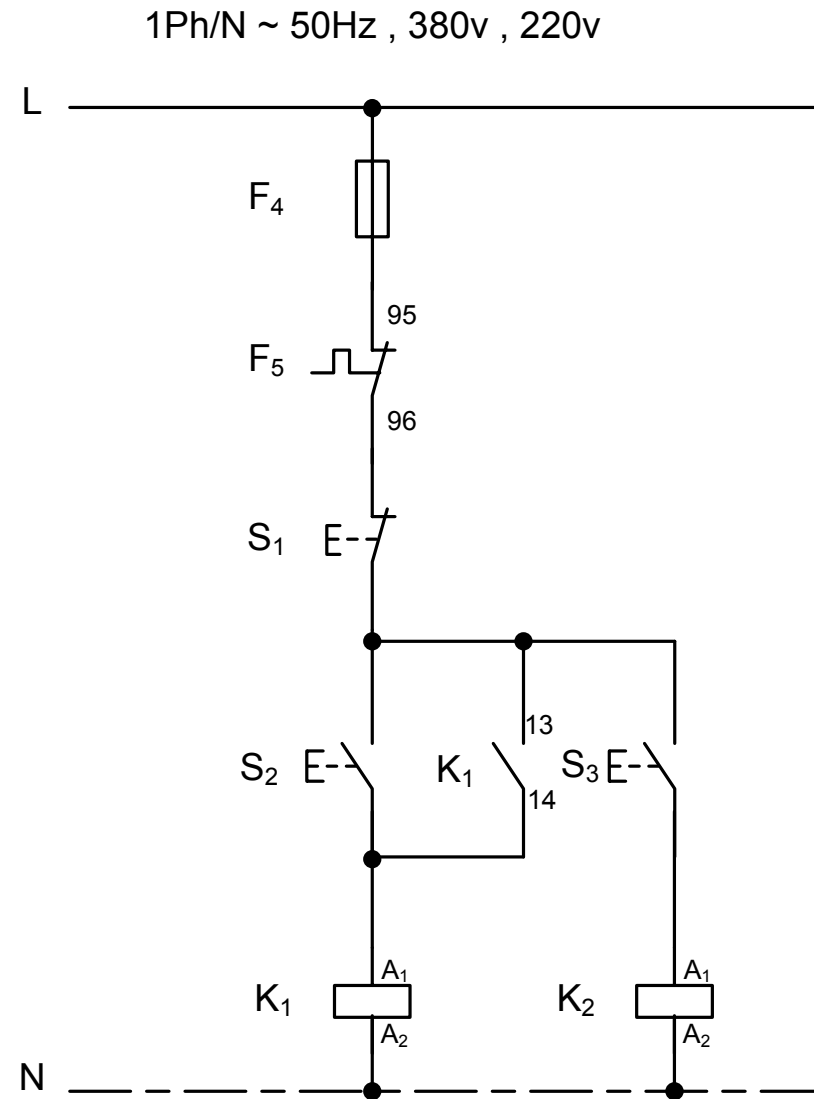 1Ph/N ~ 50Hz , 380v , 220v
L
F₄
95
F₅
96
S₁
13
S₂ K₁ S₃
14
A₁ A₁
K₁ K₂
A₂ A₂
N